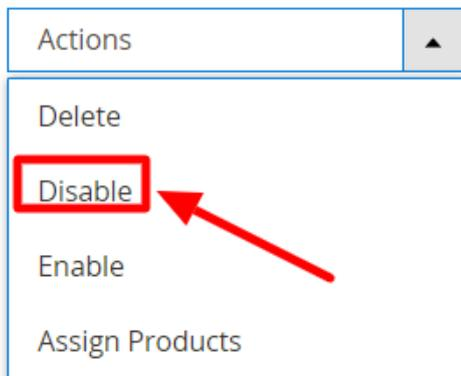 Actions
Delete
Disable
Enable
Assign Products